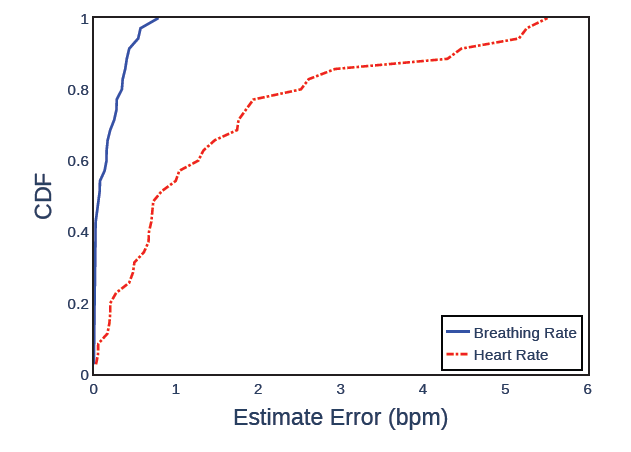 1
0.8
0.6
0.4
0.2
0
CDF
0 1 2 3 4 5 6
Estimate Error (bpm)
Breathing Rate
Heart Rate